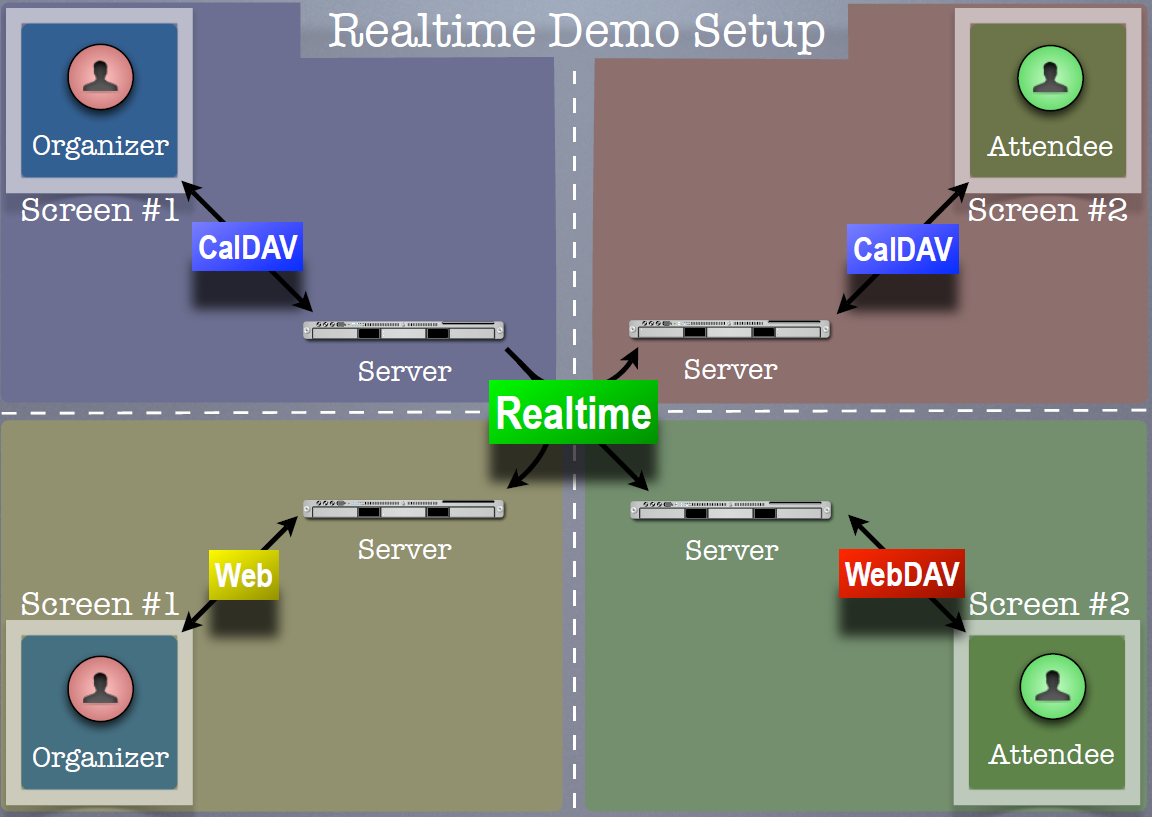 Realtime Demo Setup
Organizer
Screen #1
CalDAV
Server
Attendee
Screen #2
CalDAV
Server
Realtime
Server
Web
Screen #1
Organizer
Server
WebDAV
Screen #2
Attendee